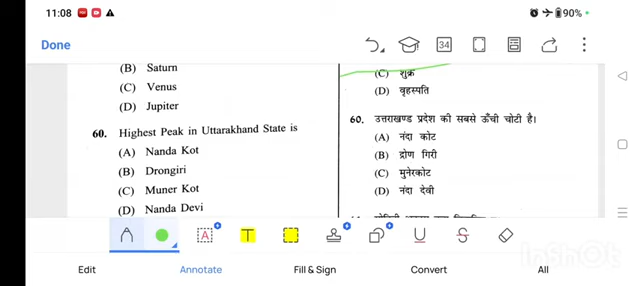 11:08
90%
Done
34
(B) Saturn
(C) Venus
(D) Jupiter
60. Highest Peak in Uttarakhand State is
(A) Nanda Kot
(B) Drongiri
(C) Muner Kot
(D) Nanda Devi
(C) शुक्र
(D) वृहस्पति
60. उत्तराखण्ड प्रदेश की सबसे ऊँची चोटी है।
(A) नंदा कोट
(B) द्रोण गिरी
(C) मुनेरकोट
(D) नंदा देवी
Edit
Annotate
Fill & Sign
Convert
All
InShOt